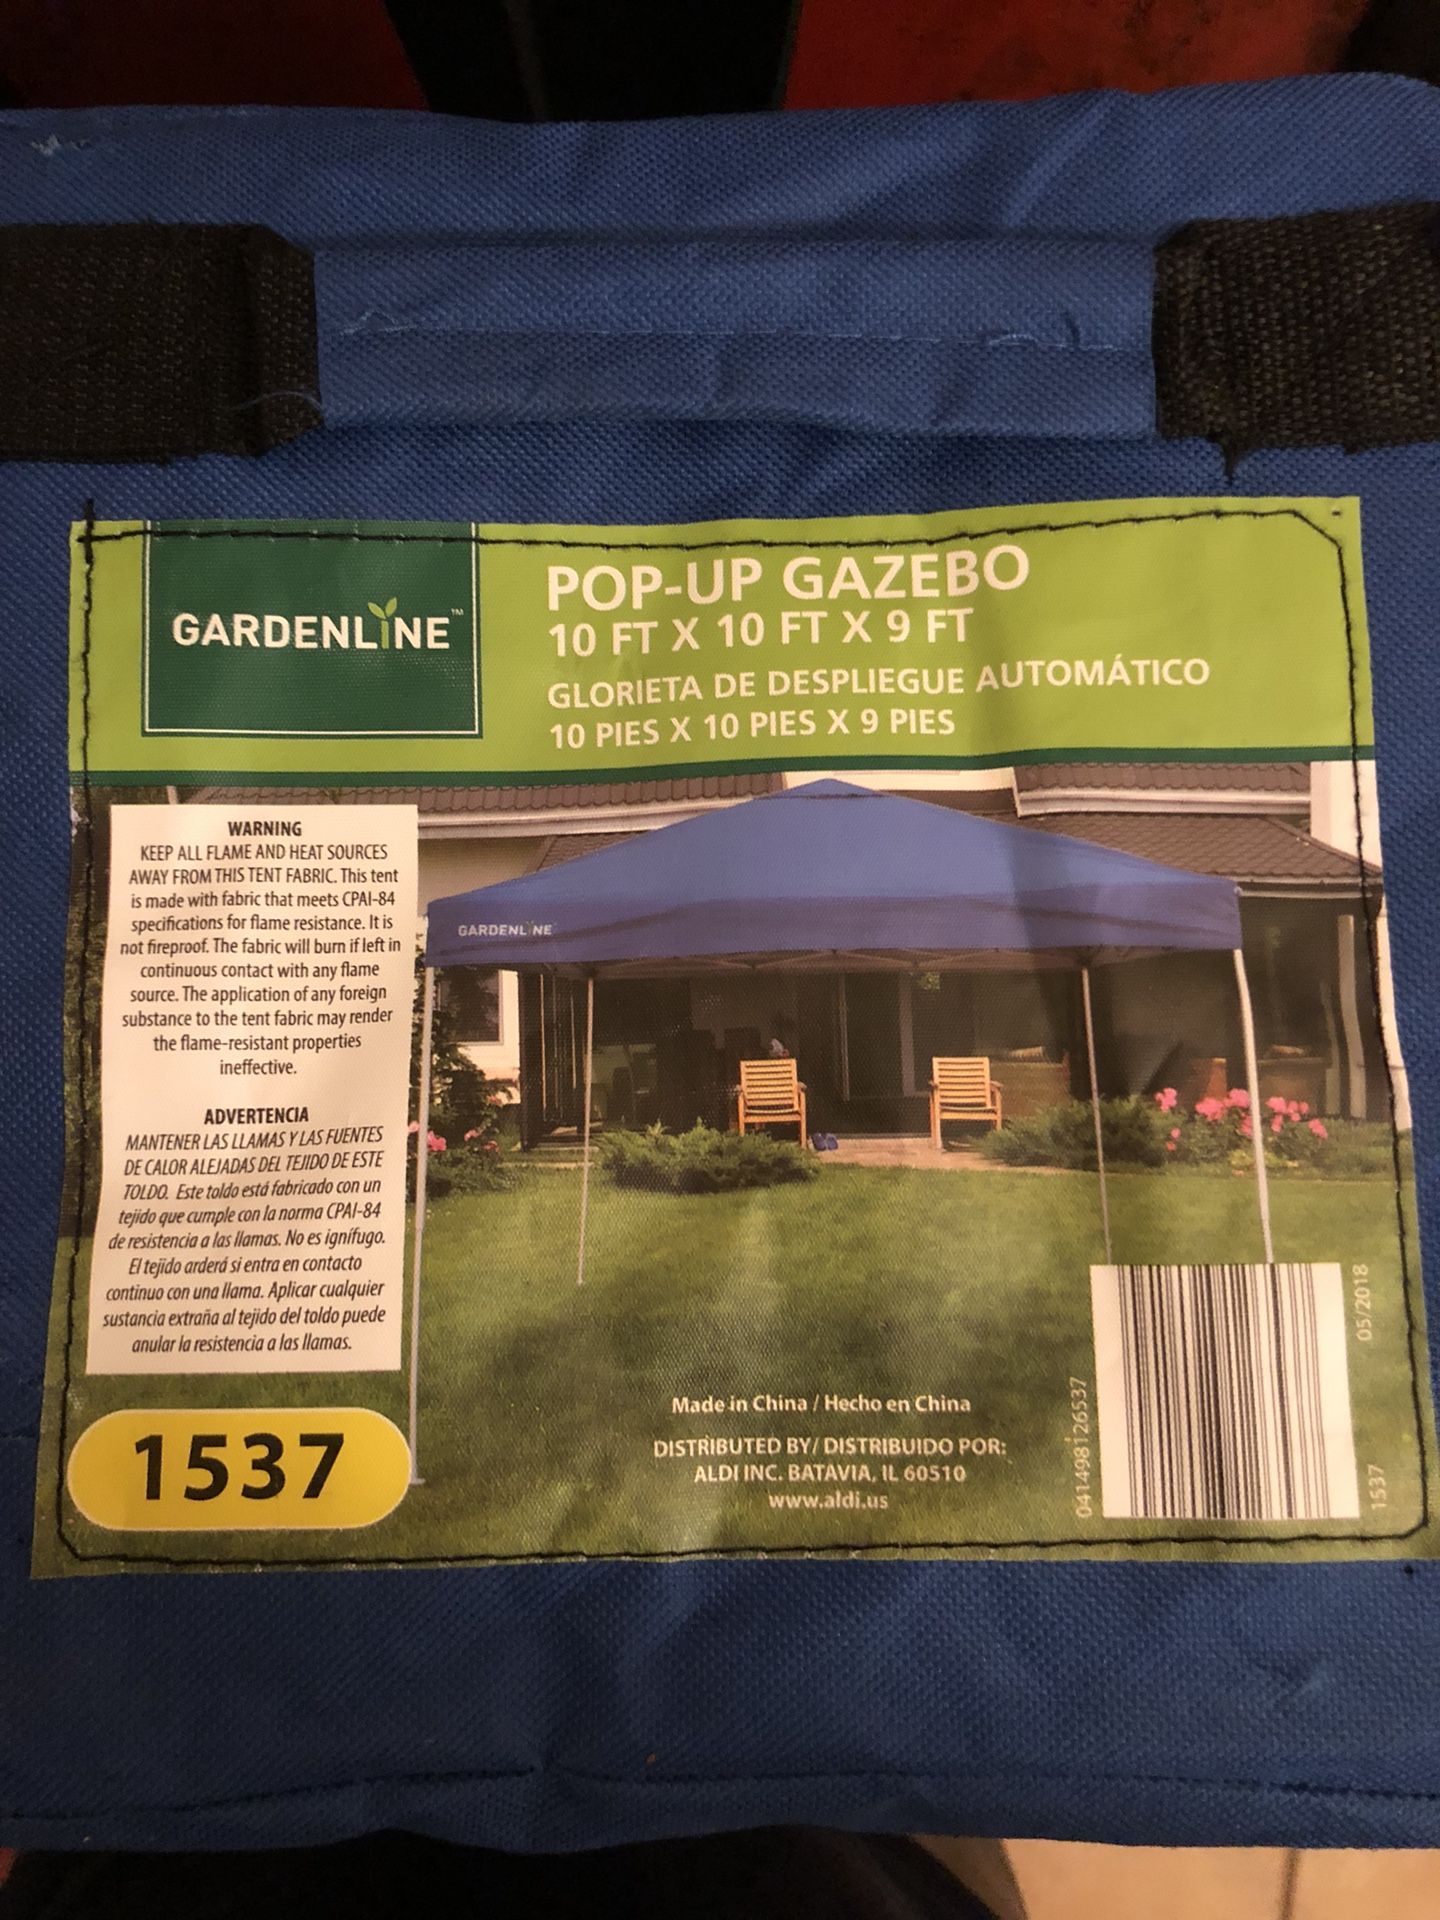 GARDENLINE™
POP-UP GAZEBO
10 FT X 10 FT X 9 FT
GLORIETA DE DESPLIEGUE AUTOMÁTICO
10 PIES X 10 PIES X 9 PIES
WARNING
KEEP ALL FLAME AND HEAT SOURCES
AWAY FROM THIS TENT FABRIC. This tent
is made with fabric that meets CPAI-84
specifications for flame resistance. It is
not fireproof. The fabric will burn if left in
continuous contact with any flame
source. The application of any foreign
substance to the tent fabric may render
the flame-resistant properties
ineffective.
ADVERTENCIA
MANTENER LAS LLAMAS Y LAS FUENTES
DE CALOR ALEJADAS DEL TEJIDO DE ESTE
TOLDO. Este toldo está fabricado con un
tejido que cumple con la norma CPAI-84
de resistencia a las llamas. No es ignífugo.
El tejido arderá si entra en contacto
continuo con una llama. Aplicar cualquier
sustancia extraña al tejido del toldo puede
anular la resistencia a las llamas.
1537
GARDENLINE
Made in China / Hecho en China
DISTRIBUTED BY/ DISTRIBUIDO POR:
ALDI INC. BATAVIA, IL 60510
www.aldi.us
041498126537
05/2018
1537